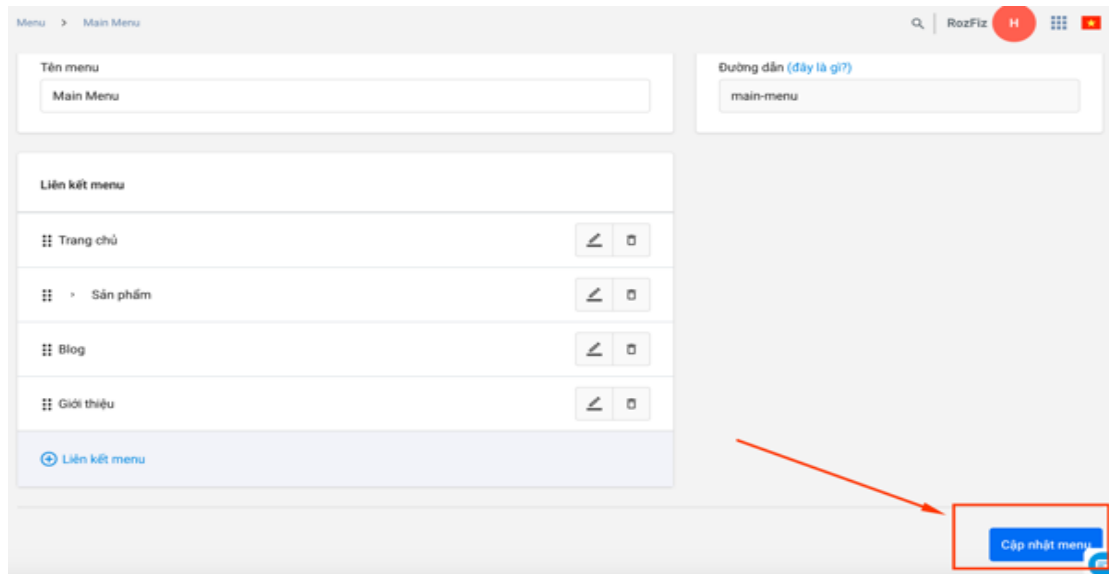 Menu > Main Menu
RozFiz H
Tên menu
Main Menu
Đường dẫn (đây là gì?)
main-menu
Liên kết menu
Trang chủ
> Sản phẩm
Blog
Giới thiệu
Liên kết menu
Cập nhật menu